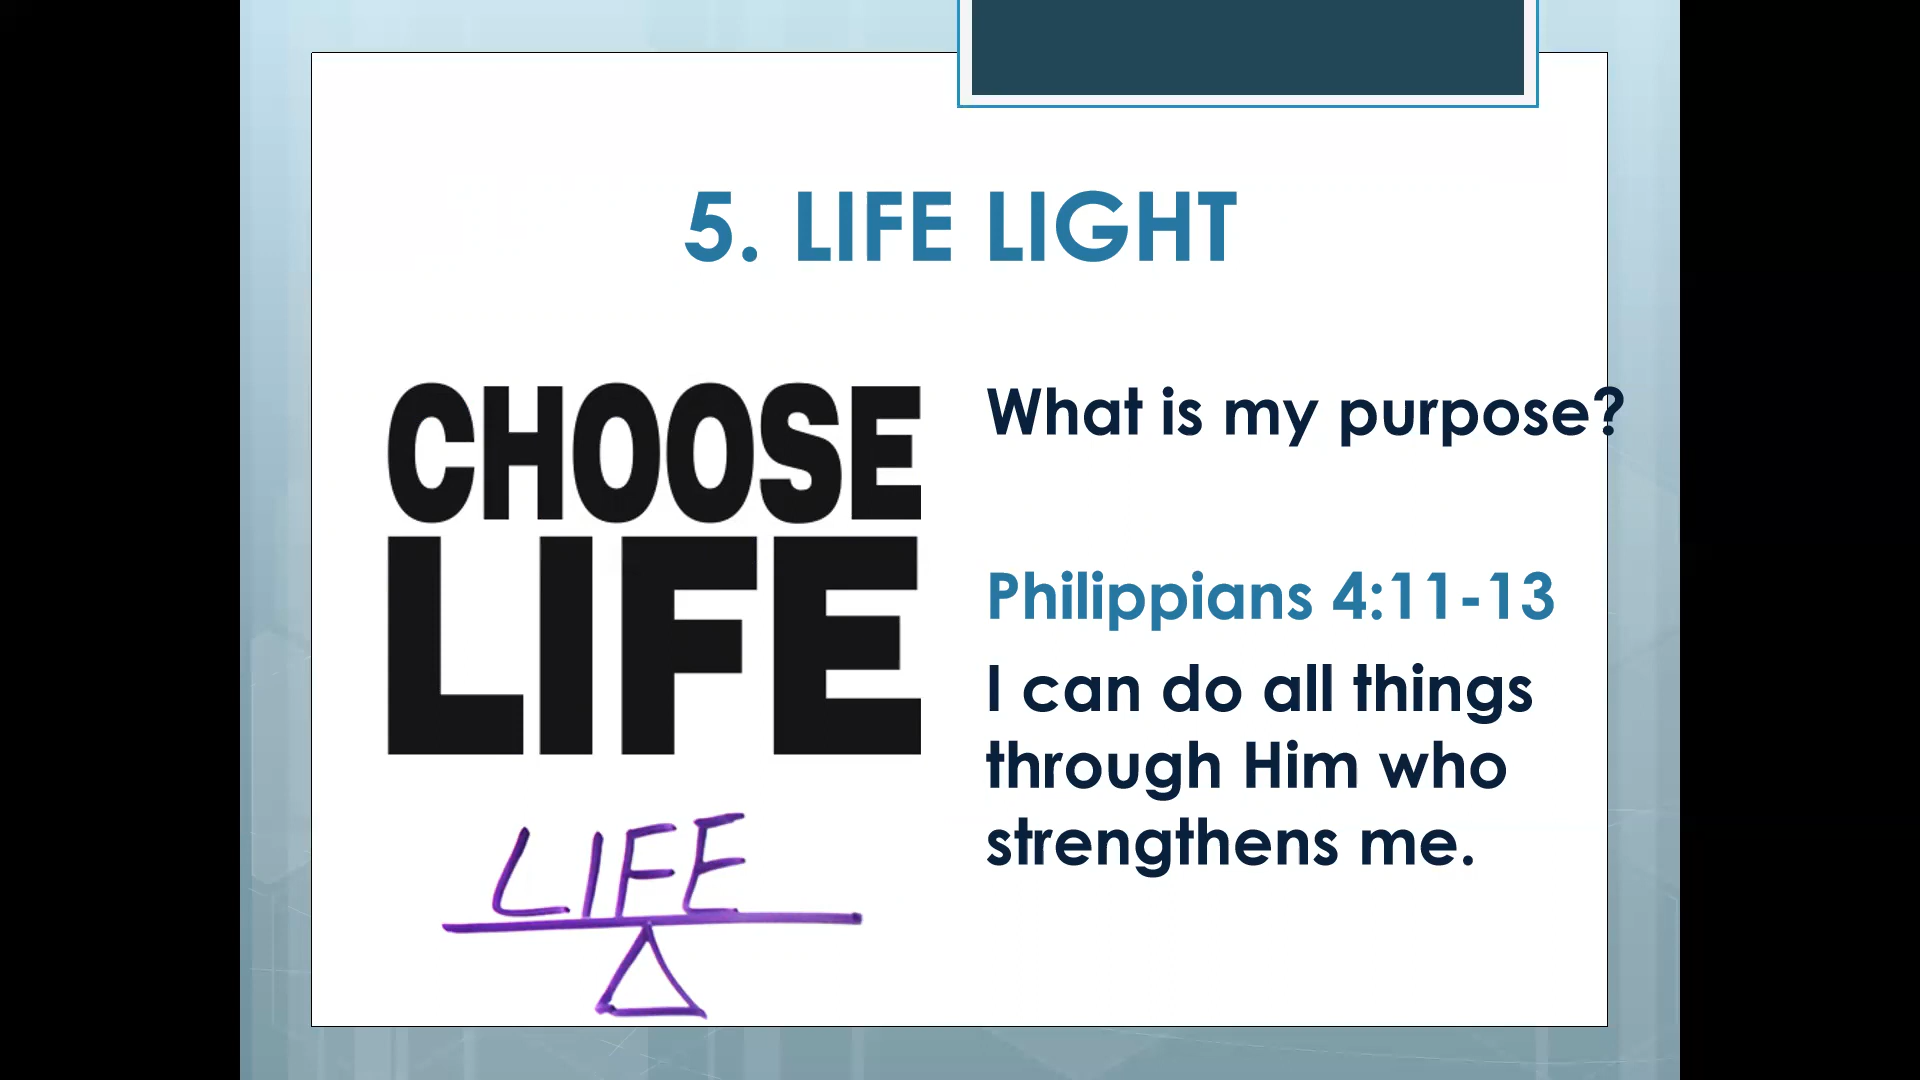 5. LIFE LIGHT
CHOOSE
LIFE
LIFE
What is my purpose?
Philippians 4:11-13
I can do all things
through Him who
strengthens me.